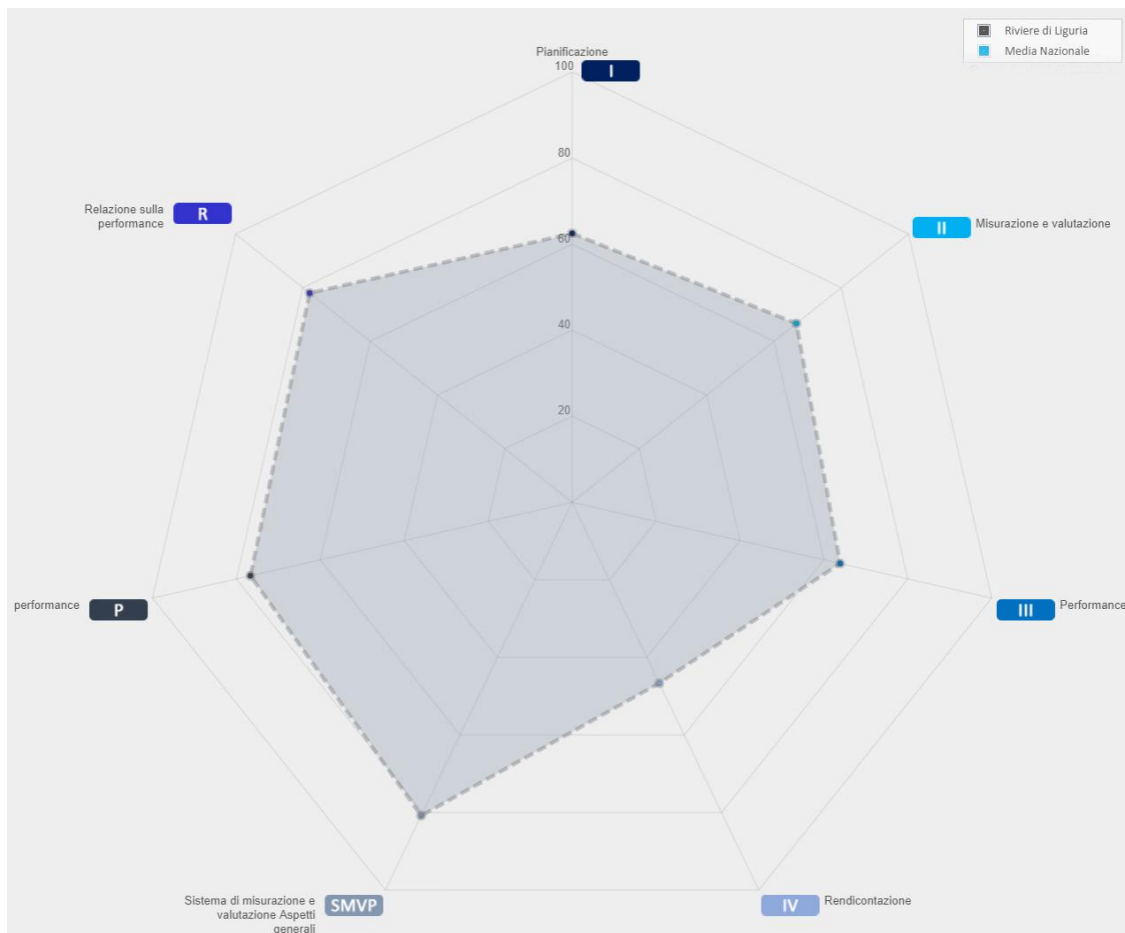 Riviere di Liguria
Media Nazionale
Pianificazione
100
I
80
60
40
20
Relazione sulla
performance
R
II
Misurazione e valutazione
performance
P
III
Performance
Sistema di misurazione e
valutazione Aspetti
generali
SMVP
IV
Rendicontazione